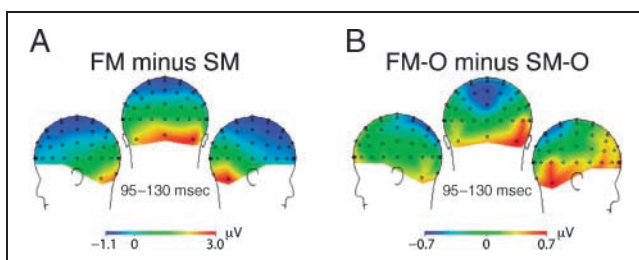 A
FM minus SM
95–130 msec
−1.1 0 3.0 μV
B
FM-O minus SM-O
95–130 msec
−0.7 0 0.7 μV